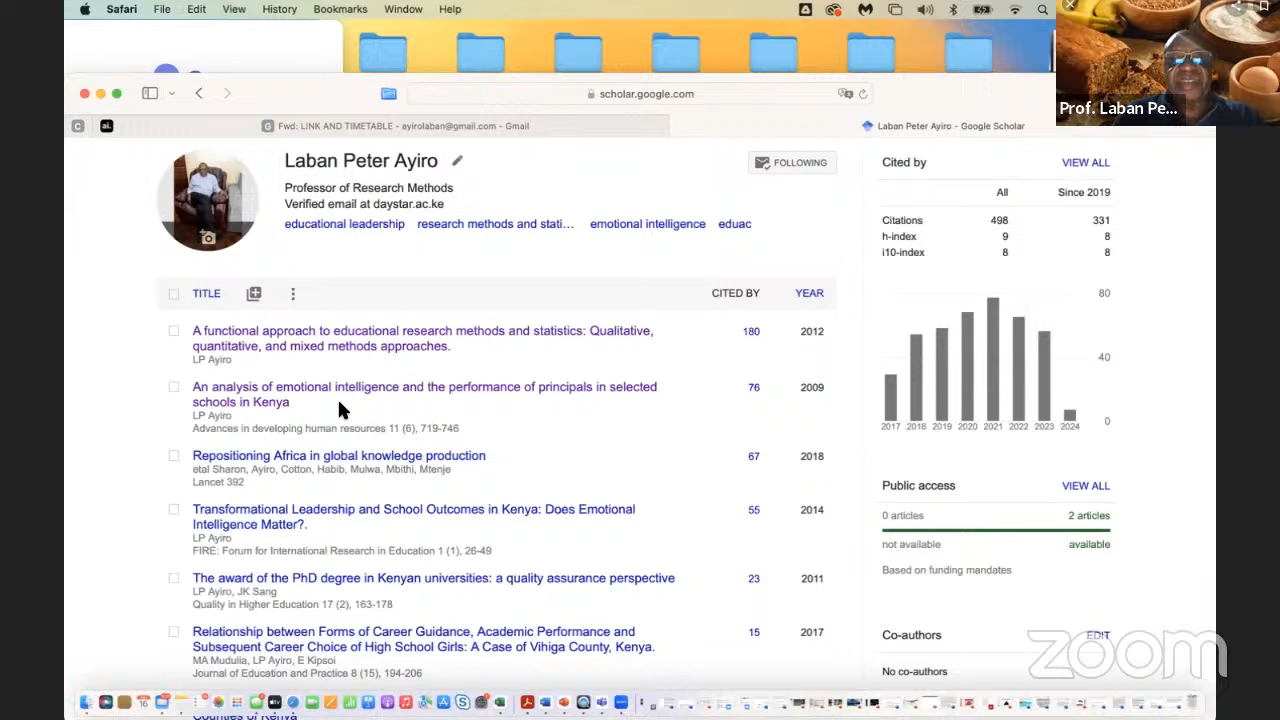 Safari File Edit View History Bookmarks Window Help
scholar.google.com
Prof. Laban Pe...
C
ai.
G Fwd: LINK AND TIMETABLE - ayirolaban@gmail.com - Gmail
Laban Peter Ayiro - Google Scholar
Laban Peter Ayiro
FOLLOWING
Professor of Research Methods
Verified email at daystar.ac.ke
educational leadership research methods and stati... emotional intelligence eduac
TITLE CITED BY YEAR
A functional approach to educational research methods and statistics: Qualitative, 180 2012
quantitative, and mixed methods approaches.
LP Ayiro
An analysis of emotional intelligence and the performance of principals in selected 76 2009
schools in Kenya
LP Ayiro
Advances in developing human resources 11 (6), 719-746
Repositioning Africa in global knowledge production 67 2018
etal Sharon, Ayiro, Cotton, Habib, Mulwa, Mbithi, Mtenje
Lancet 392
Transformational Leadership and School Outcomes in Kenya: Does Emotional 55 2014
Intelligence Matter?.
LP Ayiro
FIRE: Forum for International Research in Education 1 (1), 26-49
The award of the PhD degree in Kenyan universities: a quality assurance perspective 23 2011
LP Ayiro, JK Sang
Quality in Higher Education 17 (2), 163-178
Relationship between Forms of Career Guidance, Academic Performance and 15 2017
Subsequent Career Choice of High School Girls: A Case of Vihiga County, Kenya.
MA Mudulia, LP Ayiro, E Kipsoi
Journal of Education and Practice 8 (15), 194-206
Counties of Kenya
Cited by VIEW ALL
All Since 2019
Citations 498 331
h-index 9 8
i10-index 8 8
80
40
0
2017 2018 2019 2020 2021 2022 2023 2024
Public access VIEW ALL
0 articles 2 articles
not available available
Based on funding mandates
Co-authors EDIT
No co-authors
zoom